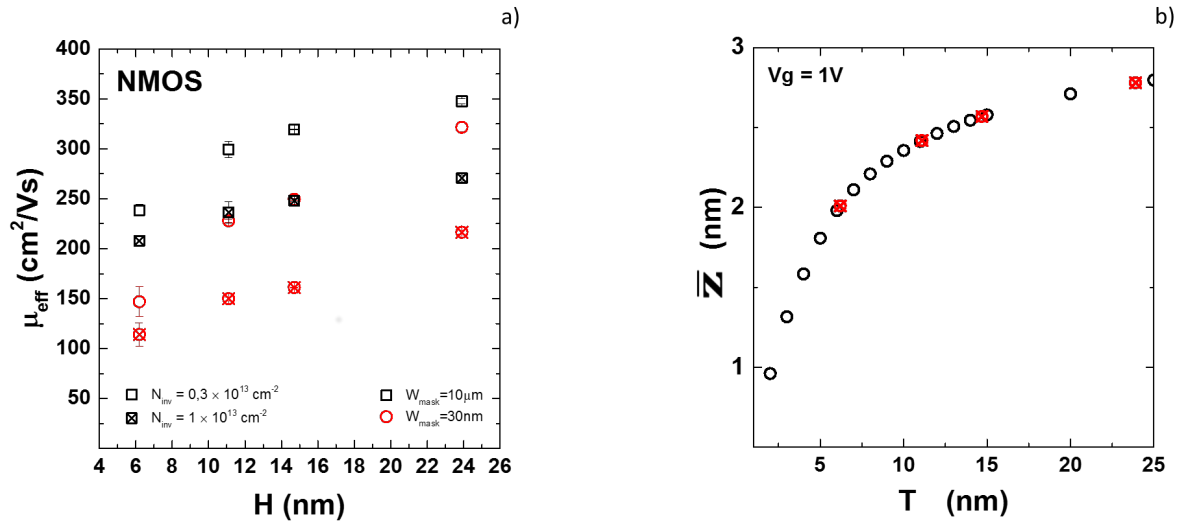 a)
400
350
300
250
200
150
100
50
4 6 8 10 12 14 16 18 20 22 24 26
μeff (cm²/Vs)
H (nm)
NMOS
Ninv = 0,3 × 10¹³ cm⁻²
Ninv = 1 × 10¹³ cm⁻²
Wmask=10μm
Wmask=30nm
b)
3
2
1
5 10 15 20 25
Z̅ (nm)
T (nm)
Vg = 1V